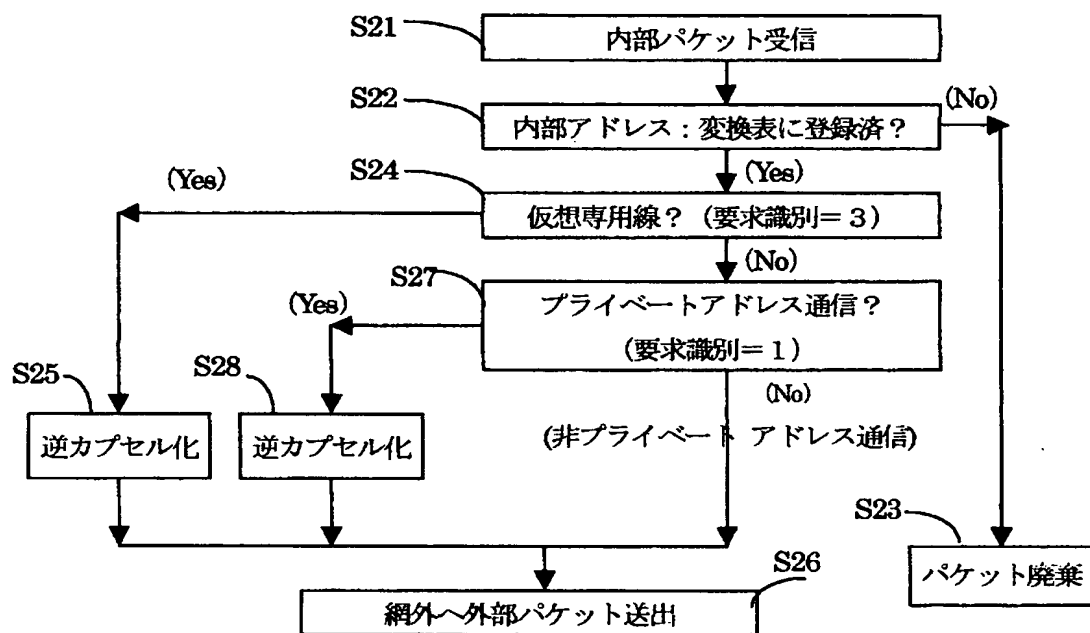 S21
内部パケット受信
S22
内部アドレス：変換表に登録済？
(No)
(Yes)
S24
(Yes)
仮想専用線？（要求識別＝３）
(No)
S27
(Yes)
プライベートアドレス通信？
（要求識別＝１）
(No)
(非プライベート アドレス通信)
S25
逆カプセル化
S28
逆カプセル化
S23
パケット廃棄
S26
網外へ外部パケット送出